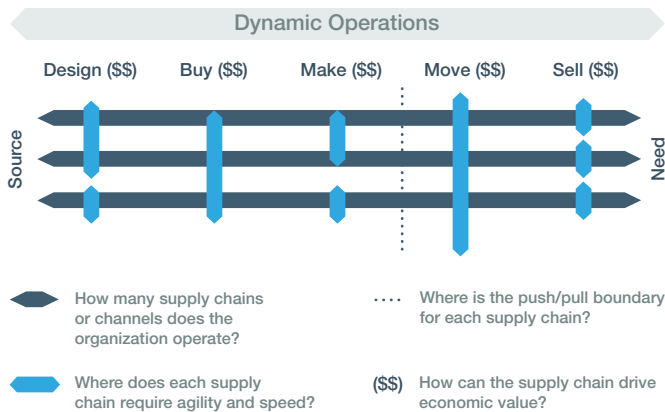 Dynamic Operations
Design ($$) Buy ($$) Make ($$) Move ($$) Sell ($$)
Source
Need
How many supply chains
or channels does the
organization operate?
Where is the push/pull boundary
for each supply chain?
Where does each supply
chain require agility and speed?
($$) How can the supply chain drive
economic value?